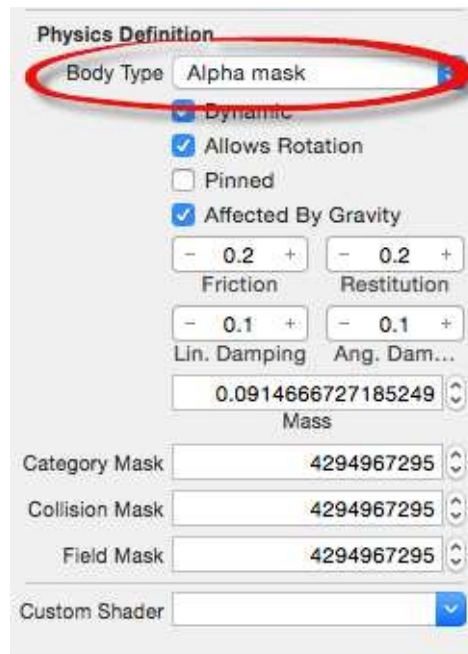 Physics Definition
Body Type Alpha mask
Dynamic
Allows Rotation
Pinned
Affected By Gravity
- 0.2 + - 0.2 +
Friction Restitution
- 0.1 + - 0.1 +
Lin. Damping Ang. Dam...
0.0914666727185249
Mass
Category Mask 4294967295
Collision Mask 4294967295
Field Mask 4294967295
Custom Shader